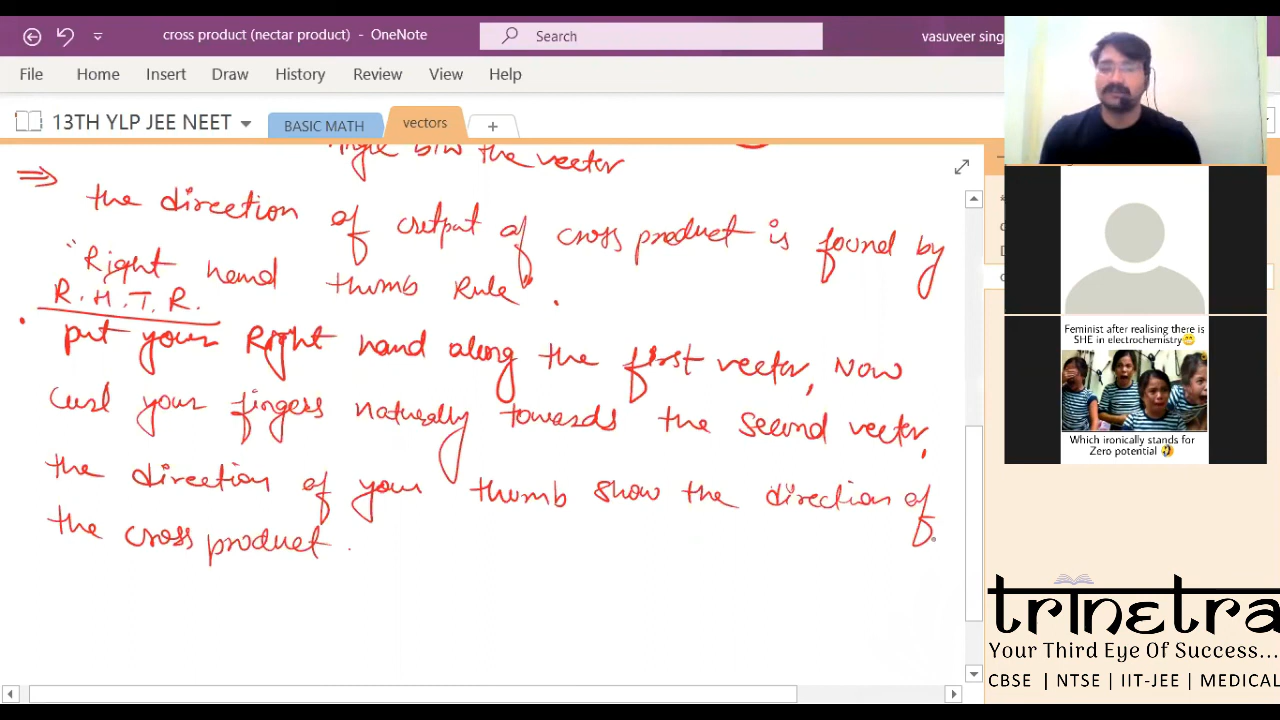 cross product (nectar product) - OneNote
Search
vasuveer sing
File Home Insert Draw History Review View Help
13TH YLP JEE NEET
BASIC MATH
vectors
Angle b/w the vector
⇒ the direction of output of cross product is found by
"Right hand thumb Rule".
R.H.T.R.
put your Right hand along the first vector, Now
curl your fingers naturally towards the second vector,
the direction of your thumb show the direction of
the cross product.
Feminist after realising there is
SHE in electrochemistry😁
Which ironically stands for
Zero potential 🤣
trinetra
Your Third Eye Of Success...
CBSE | NTSE | IIT-JEE | MEDICAL